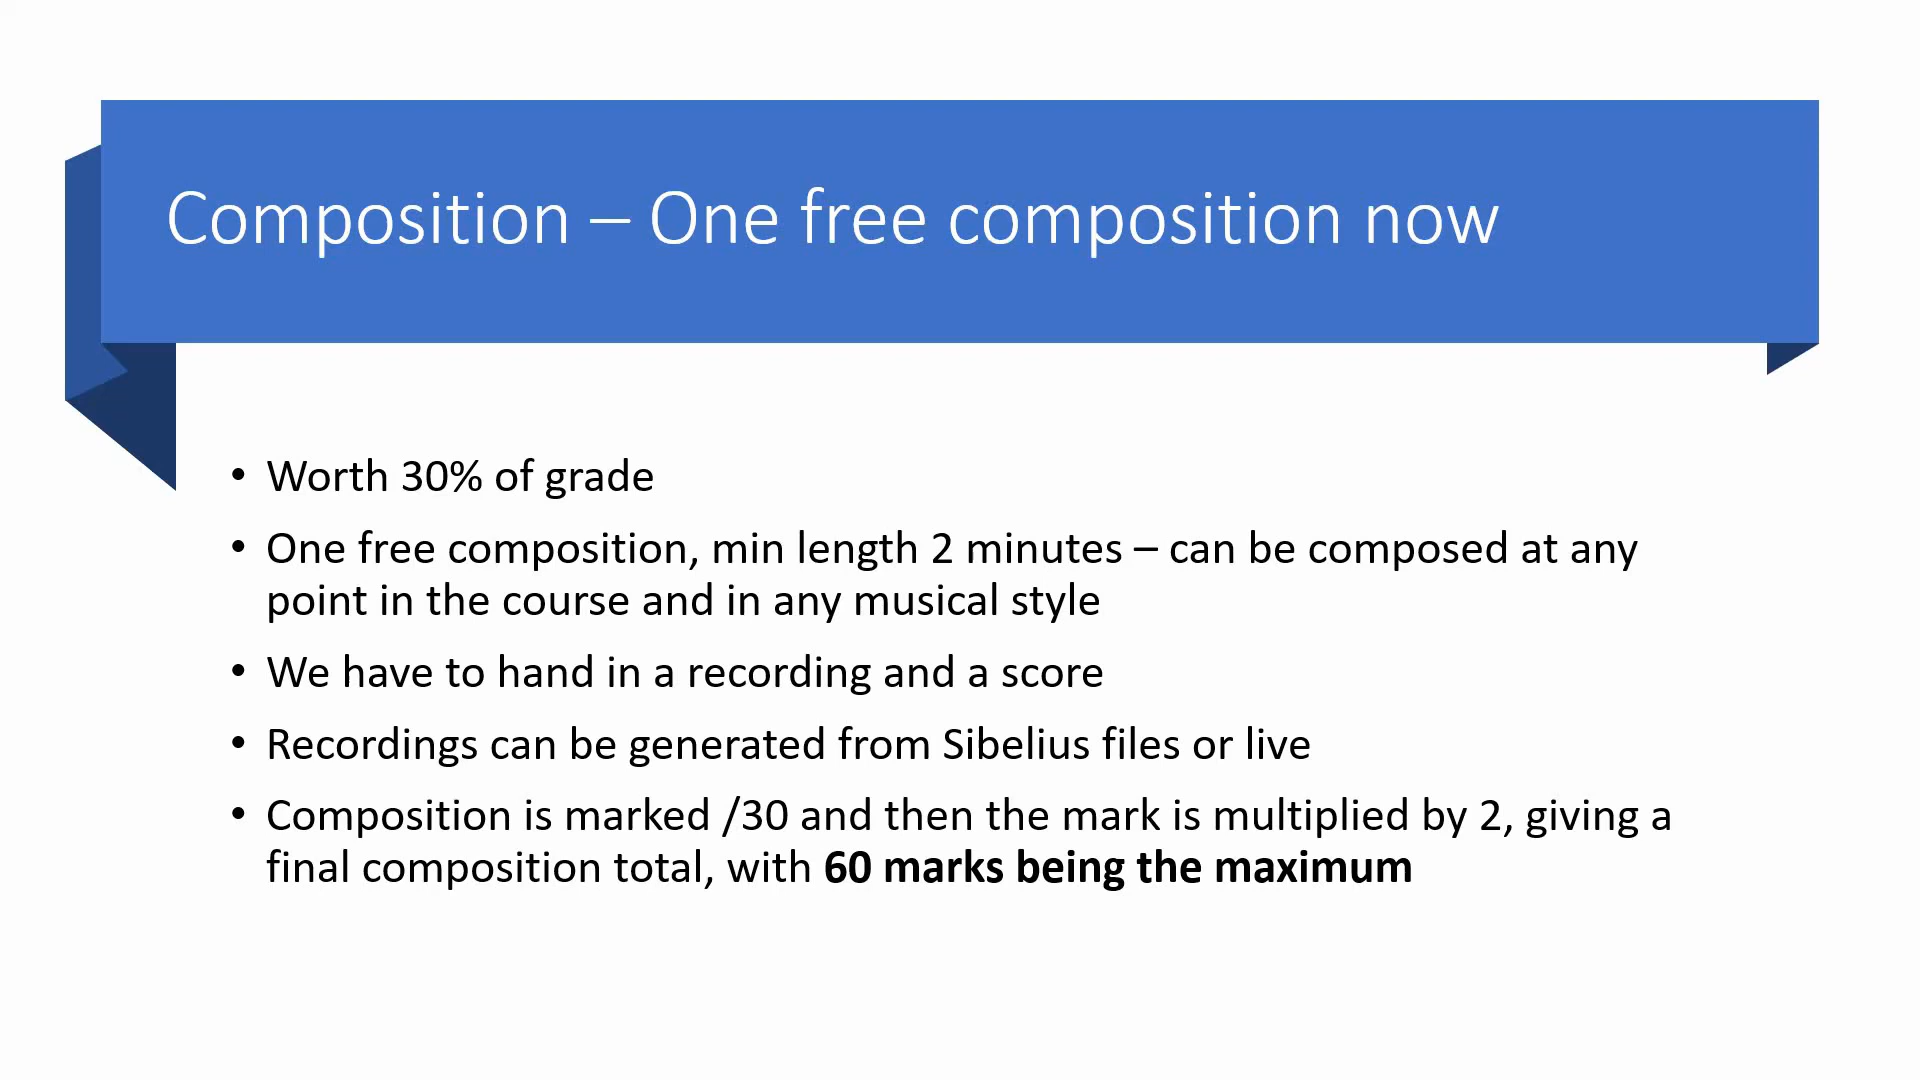 Composition – One free composition now
• Worth 30% of grade
• One free composition, min length 2 minutes – can be composed at any
point in the course and in any musical style
• We have to hand in a recording and a score
• Recordings can be generated from Sibelius files or live
• Composition is marked /30 and then the mark is multiplied by 2, giving a
final composition total, with 60 marks being the maximum